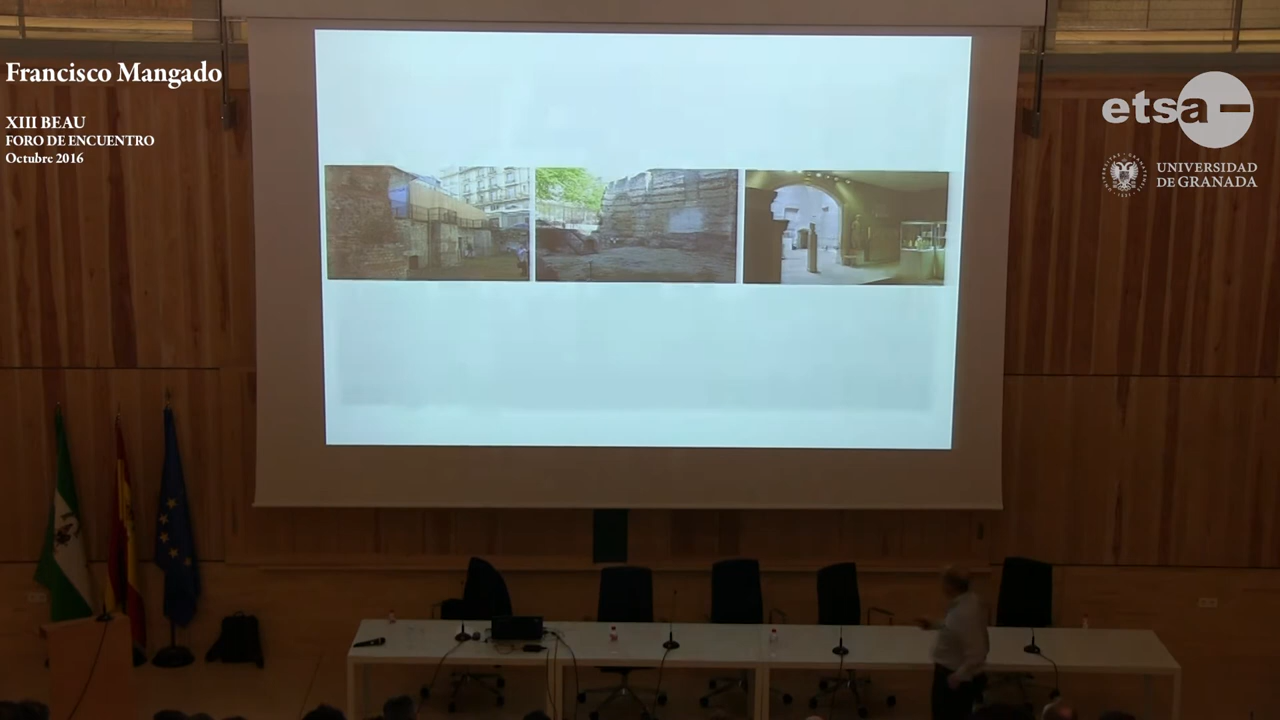 Francisco Mangado
XIII BEAU
FORO DE ENCUENTRO
Octubre 2016
etsa
UNIVERSIDAD
DE GRANADA